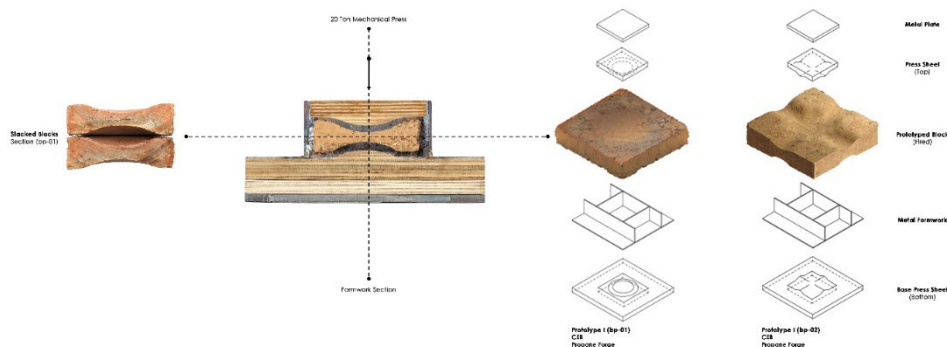 20 Ton Mechanical Press
Stacked Blocks
Section (bp-01)
Formwork Section
Metal Plate
Press Sheet
(Top)
Prototyped Block
(Fired)
Metal Formwork
Base Press Sheet
(Bottom)
Prototype I (bp-01)
CEB
Propane Forge
Prototype I (bp-02)
CEB
Propane Forge